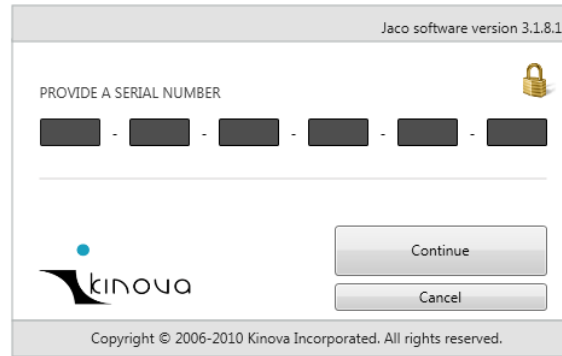 Jaco software version 3.1.8.1
PROVIDE A SERIAL NUMBER
- - - - -
Continue
kinova
Cancel
Copyright © 2006-2010 Kinova Incorporated. All rights reserved.